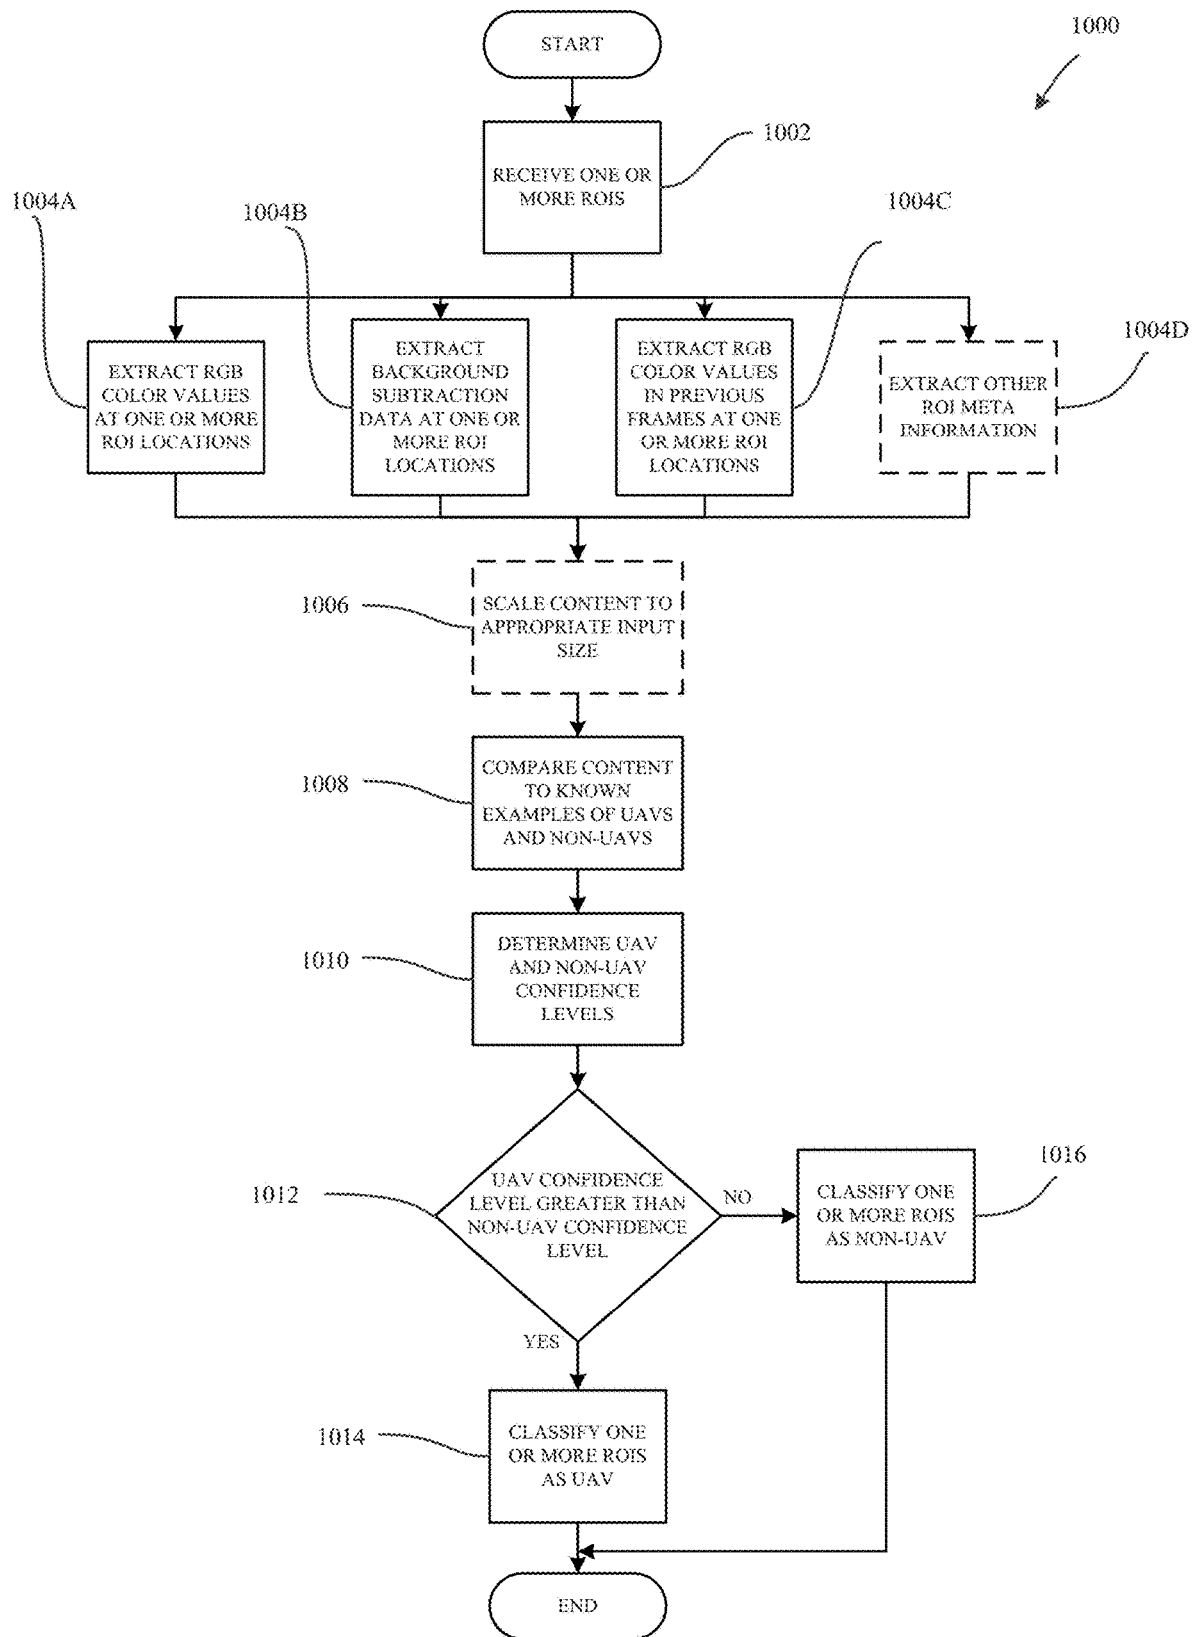 START
1000
1002
RECEIVE ONE OR
MORE ROIS
1004A
1004B
1004C
1004D
EXTRACT RGB
COLOR VALUES
AT ONE OR MORE
ROI LOCATIONS
EXTRACT
BACKGROUND
SUBTRACTION
DATA AT ONE OR
MORE ROI
LOCATIONS
EXTRACT RGB
COLOR VALUES
IN PREVIOUS
FRAMES AT ONE
OR MORE ROI
LOCATIONS
EXTRACT OTHER
ROI META
INFORMATION
1006
SCALE CONTENT TO
APPROPRIATE INPUT
SIZE
1008
COMPARE CONTENT
TO KNOWN
EXAMPLES OF UAVS
AND NON-UAVS
1010
DETERMINE UAV
AND NON-UAV
CONFIDENCE
LEVELS
1012
UAV CONFIDENCE
LEVEL GREATER THAN
NON-UAV CONFIDENCE
LEVEL
NO
1016
CLASSIFY ONE
OR MORE ROIS
AS NON-UAV
YES
1014
CLASSIFY ONE
OR MORE ROIS
AS UAV
END